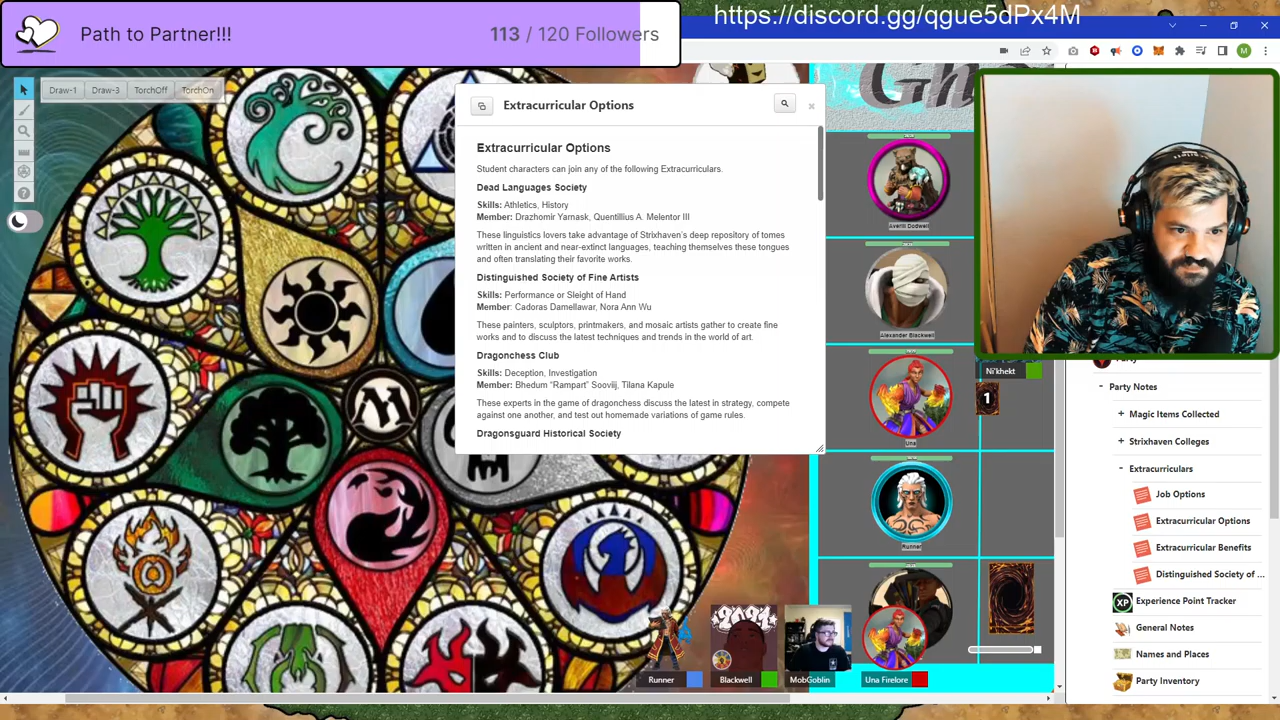 https://discord.gg/qgue5dPx4M
Path to Partner!!!
113 / 120 Followers
Draw-1
Draw-3
TorchOff
TorchOn
Extracurricular Options
Extracurricular Options
Student characters can join any of the following Extracurriculars.
Dead Languages Society
Skills: Athletics, History
Member: Drazhomir Yarnask, Quentillius A. Melentor III
These linguistics lovers take advantage of Strixhaven's deep repository of tomes
written in ancient and near-extinct languages, teaching themselves these tongues
and often translating their favorite works.
Distinguished Society of Fine Artists
Skills: Performance or Sleight of Hand
Member: Cadoras Damellawar, Nora Ann Wu
These painters, sculptors, printmakers, and mosaic artists gather to create fine
works and to discuss the latest techniques and trends in the world of art.
Dragonchess Club
Skills: Deception, Investigation
Member: Bhedum "Rampart" Sooviij, Tilana Kapule
These experts in the game of dragonchess discuss the latest in strategy, compete
against one another, and test out homemade variations of game rules.
Dragonsguard Historical Society
Gh
Averill Dodwell
Alexander Blackwell
Una
Runner
Ni'khekt
1
Party
Party Notes
Magic Items Collected
Strixhaven Colleges
Extracurriculars
Job Options
Extracurricular Options
Extracurricular Benefits
Distinguished Society of ...
XP Experience Point Tracker
General Notes
Names and Places
Party Inventory
Runner
Blackwell
MobGoblin
Una Firelore
M